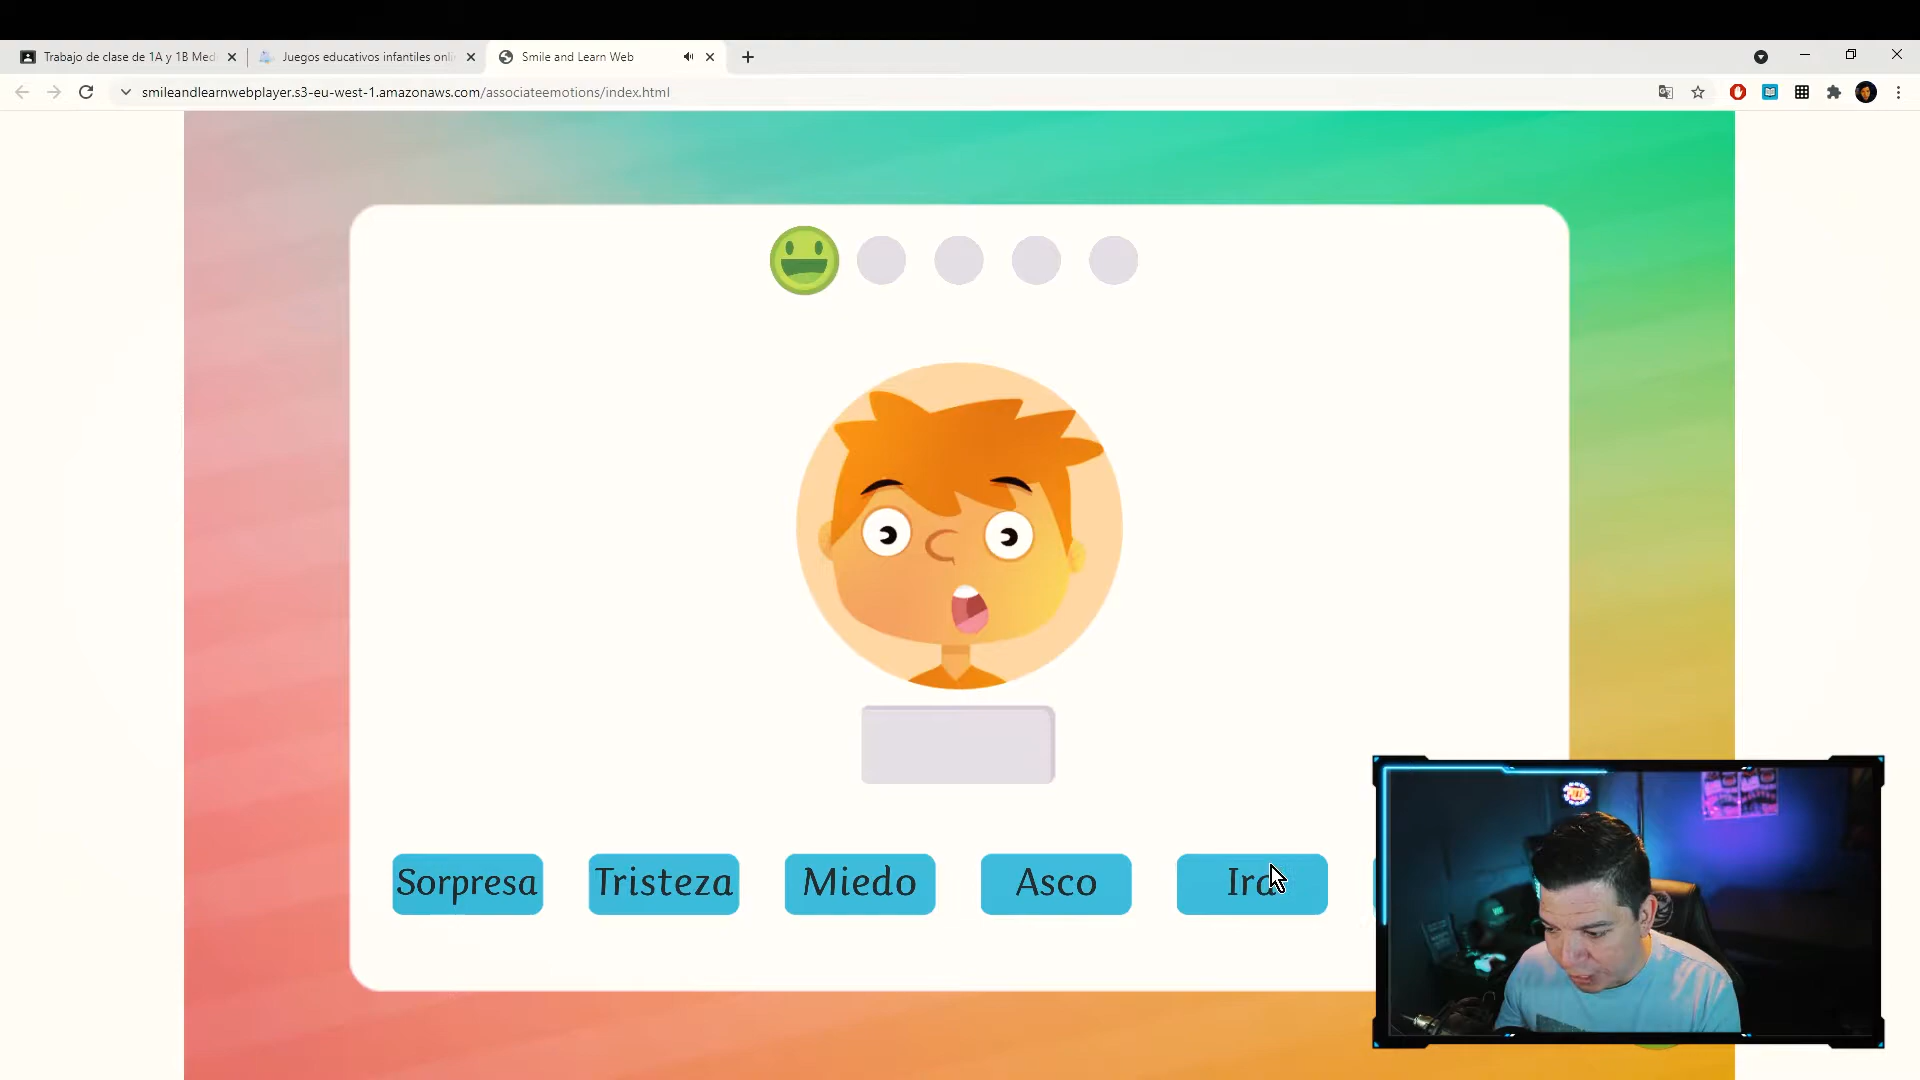 Trabajo de clase de 1A y 1B Med
Juegos educativos infantiles onli
Smile and Learn Web
smileandlearnwebplayer.s3-eu-west-1.amazonaws.com/associateemotions/index.html
Sorpresa
Tristeza
Miedo
Asco
Ira